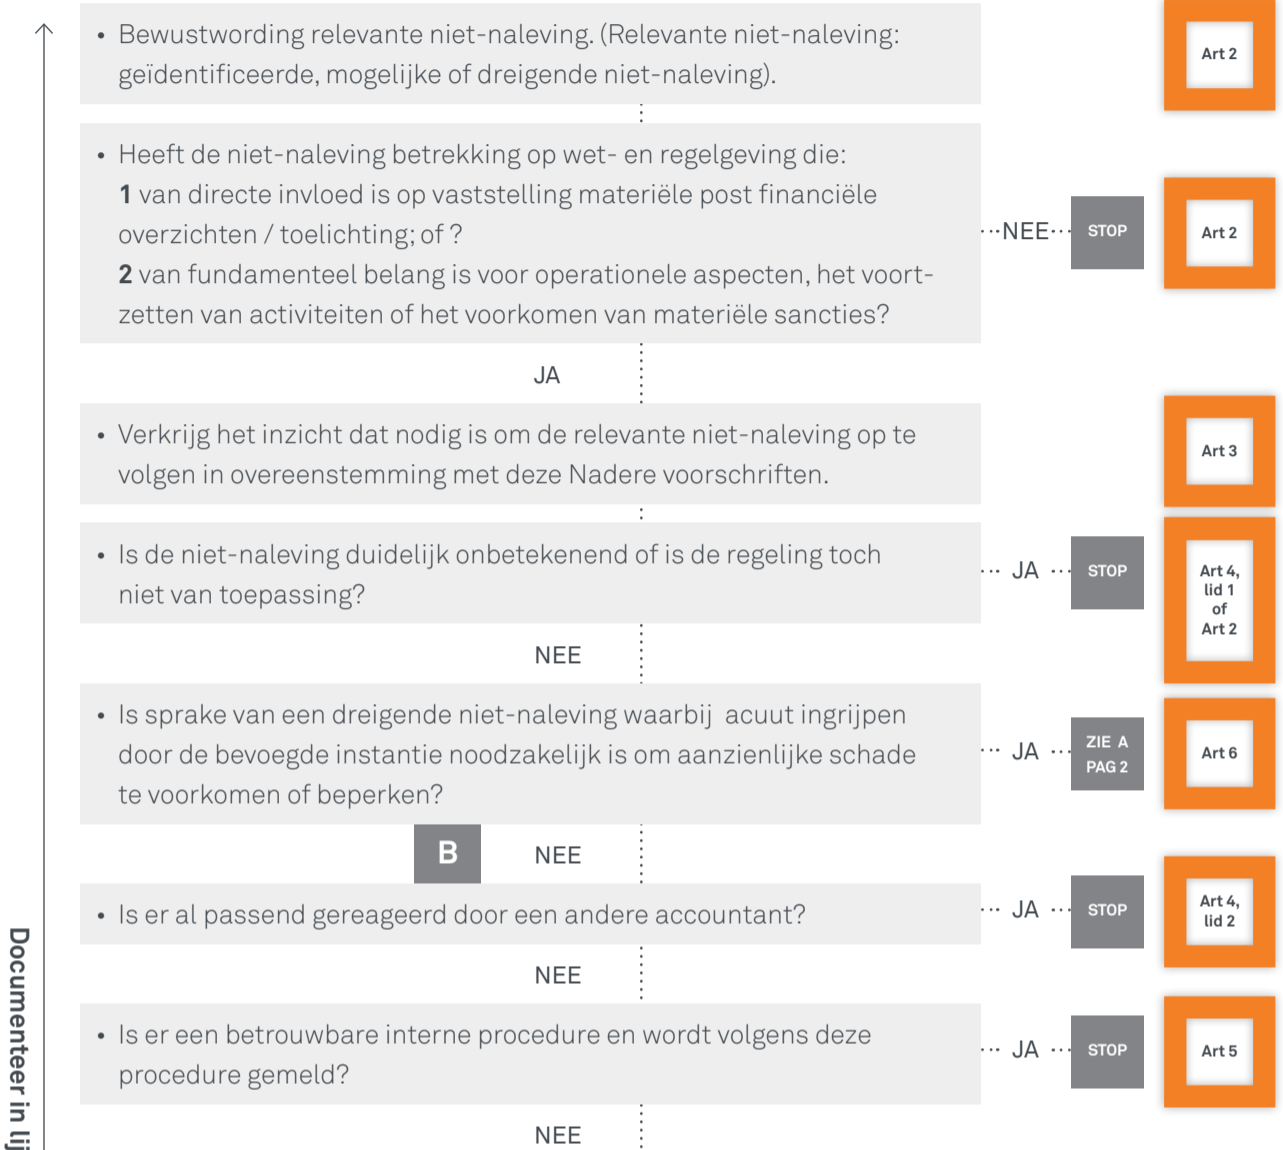 • Bewustwording relevante niet-naleving. (Relevante niet-naleving:
geïdentificeerde, mogelijke of dreigende niet-naleving).
Art 2
• Heeft de niet-naleving betrekking op wet- en regelgeving die:
1 van directe invloed is op vaststelling materiële post financiële
overzichten / toelichting; of ?
2 van fundamenteel belang is voor operationele aspecten, het voort-
zetten van activiteiten of het voorkomen van materiële sancties?
NEE
STOP
Art 2
JA
• Verkrijg het inzicht dat nodig is om de relevante niet-naleving op te
volgen in overeenstemming met deze Nadere voorschriften.
Art 3
• Is de niet-naleving duidelijk onbetekenend of is de regeling toch
niet van toepassing?
JA
STOP
Art 4,
lid 1
of
Art 2
NEE
• Is sprake van een dreigende niet-naleving waarbij acuut ingrijpen
door de bevoegde instantie noodzakelijk is om aanzienlijke schade
te voorkomen of beperken?
JA
ZIE A
PAG 2
Art 6
B
NEE
• Is er al passend gereageerd door een andere accountant?
JA
STOP
Art 4,
lid 2
NEE
• Is er een betrouwbare interne procedure en wordt volgens deze
procedure gemeld?
JA
STOP
Art 5
NEE
Documenteer in lij